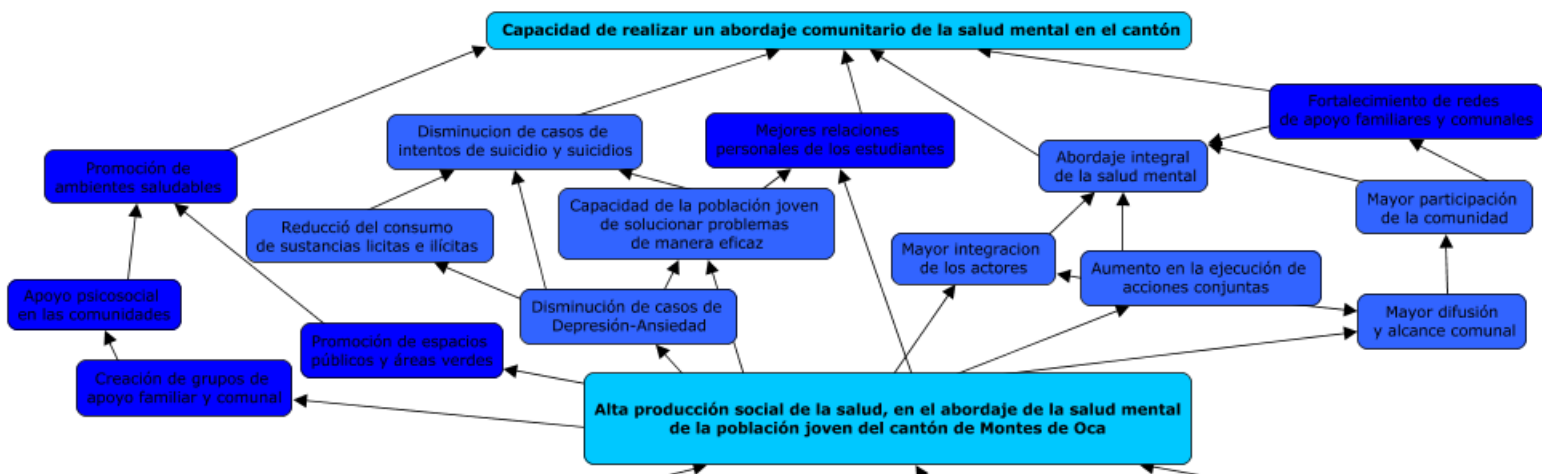 Capacidad de realizar un abordaje comunitario de la salud mental en el cantón
Fortalecimiento de redes
de apoyo familiares y comunales
Disminucion de casos de
intentos de suicidio y suicidios
Mejores relaciones
personales de los estudiantes
Abordaje integral
de la salud mental
Promoción de
ambientes saludables
Mayor participación
de la comunidad
Reducció del consumo
de sustancias licitas e ilícitas
Capacidad de la población joven
de solucionar problemas
de manera eficaz
Mayor integracion
de los actores
Aumento en la ejecución de
acciones conjuntas
Apoyo psicosocial
en las comunidades
Disminución de casos de
Depresión-Ansiedad
Mayor difusión
y alcance comunal
Promoción de espacios
públicos y áreas verdes
Creación de grupos de
apoyo familiar y comunal
Alta producción social de la salud, en el abordaje de la salud mental
de la población joven del cantón de Montes de Oca